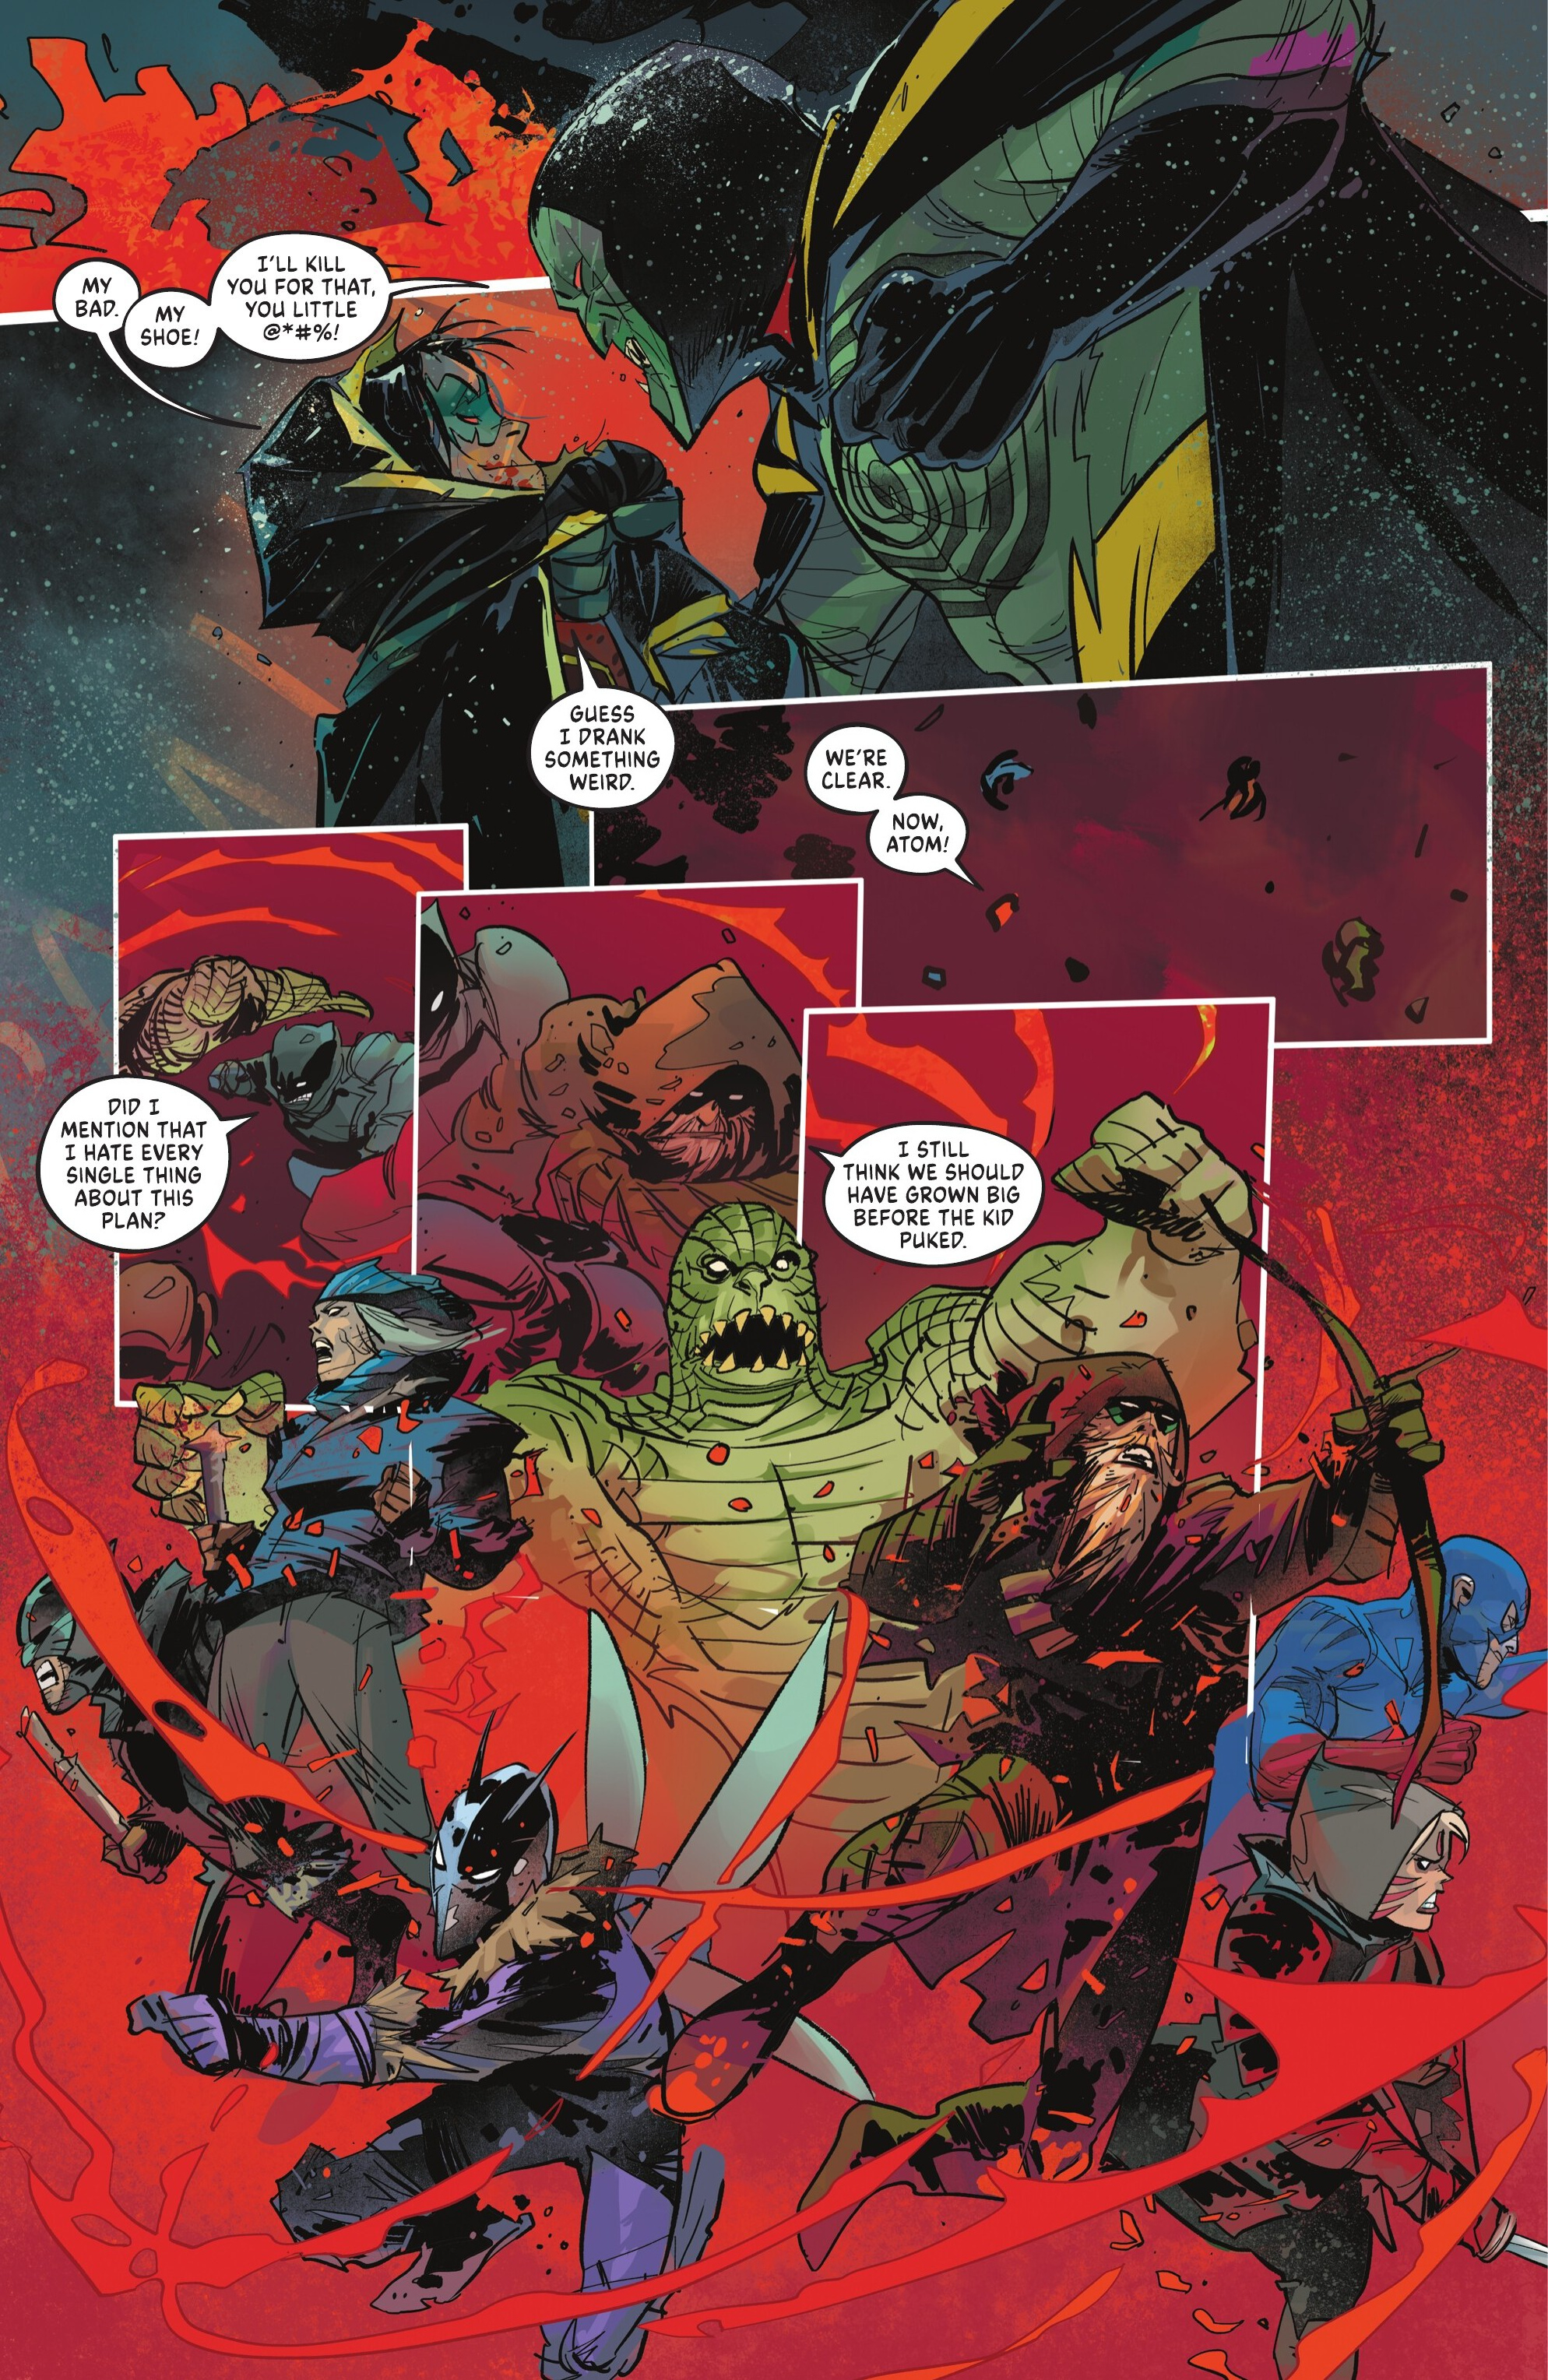 MY
BAD.
MY
SHOE!
I'LL KILL
YOU FOR THAT,
YOU LITTLE
@*#%!
GUESS
I DRANK
SOMETHING
WEIRD.
WE'RE
CLEAR.
NOW,
ATOM!
DID I
MENTION THAT
I HATE EVERY
SINGLE THING
ABOUT THIS
PLAN?
I STILL
THINK WE SHOULD
HAVE GROWN BIG
BEFORE THE KID
PUKED.